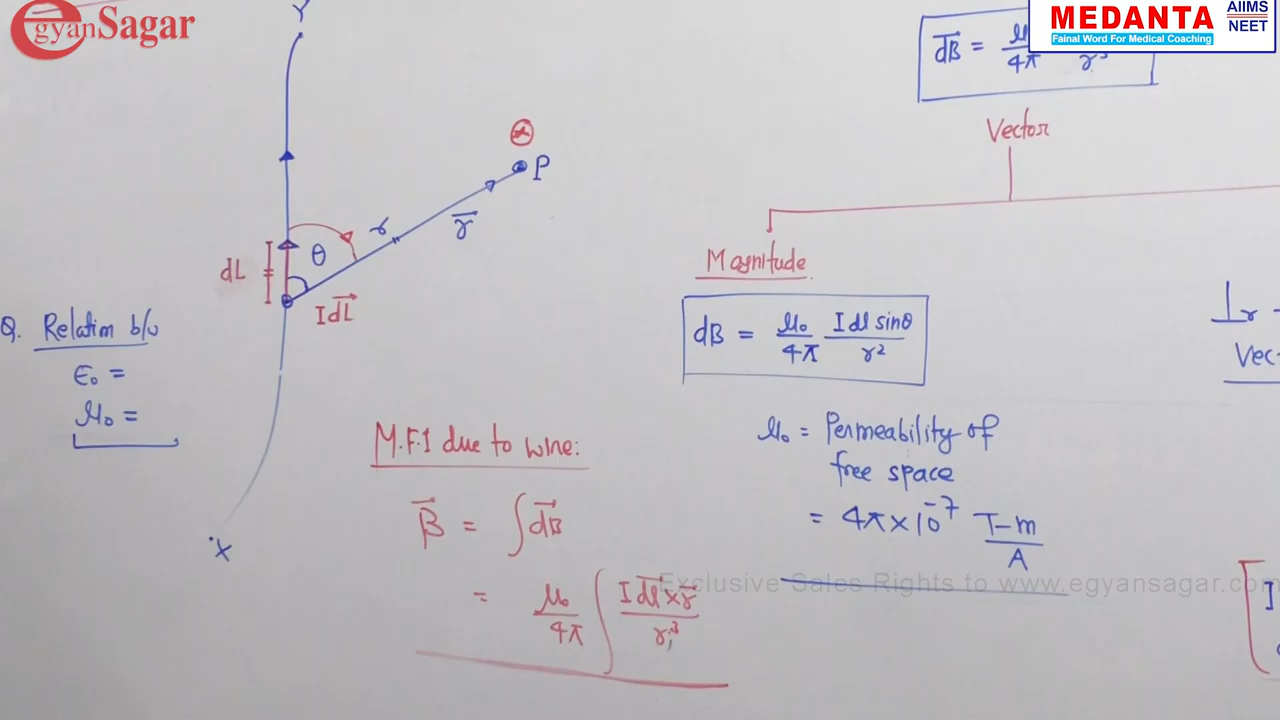 egyanSagar
MEDANTA
AIIMS
NEET
Fainal Word For Medical Coaching
Y
dB =
4π r³
Vector
P
r
r
θ
dL
IdL
Magnitude
dB = μ₀ Idl sinθ
4π r²
Q. Relation b/w
ε₀ =
μ₀ =
M.F.I due to wire:
B = ∫ dB
= μ₀ ∫ I dl × r
4π r³
X
μ₀ = Permeability of
free space
= 4π×10⁻⁷ T-m
A
Exclusive Sales Rights to www.egyansagar.com